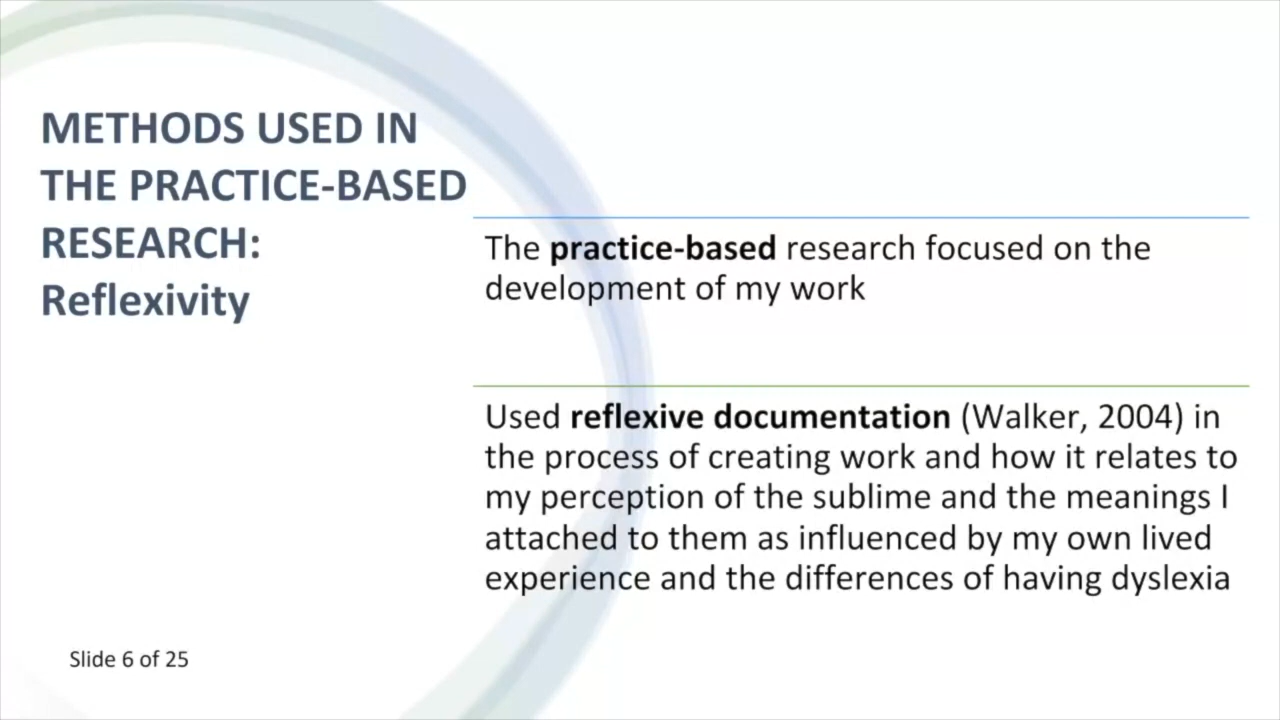 METHODS USED IN
THE PRACTICE-BASED
RESEARCH:
Reflexivity
The practice-based research focused on the
development of my work
Used reflexive documentation (Walker, 2004) in
the process of creating work and how it relates to
my perception of the sublime and the meanings I
attached to them as influenced by my own lived
experience and the differences of having dyslexia
Slide 6 of 25